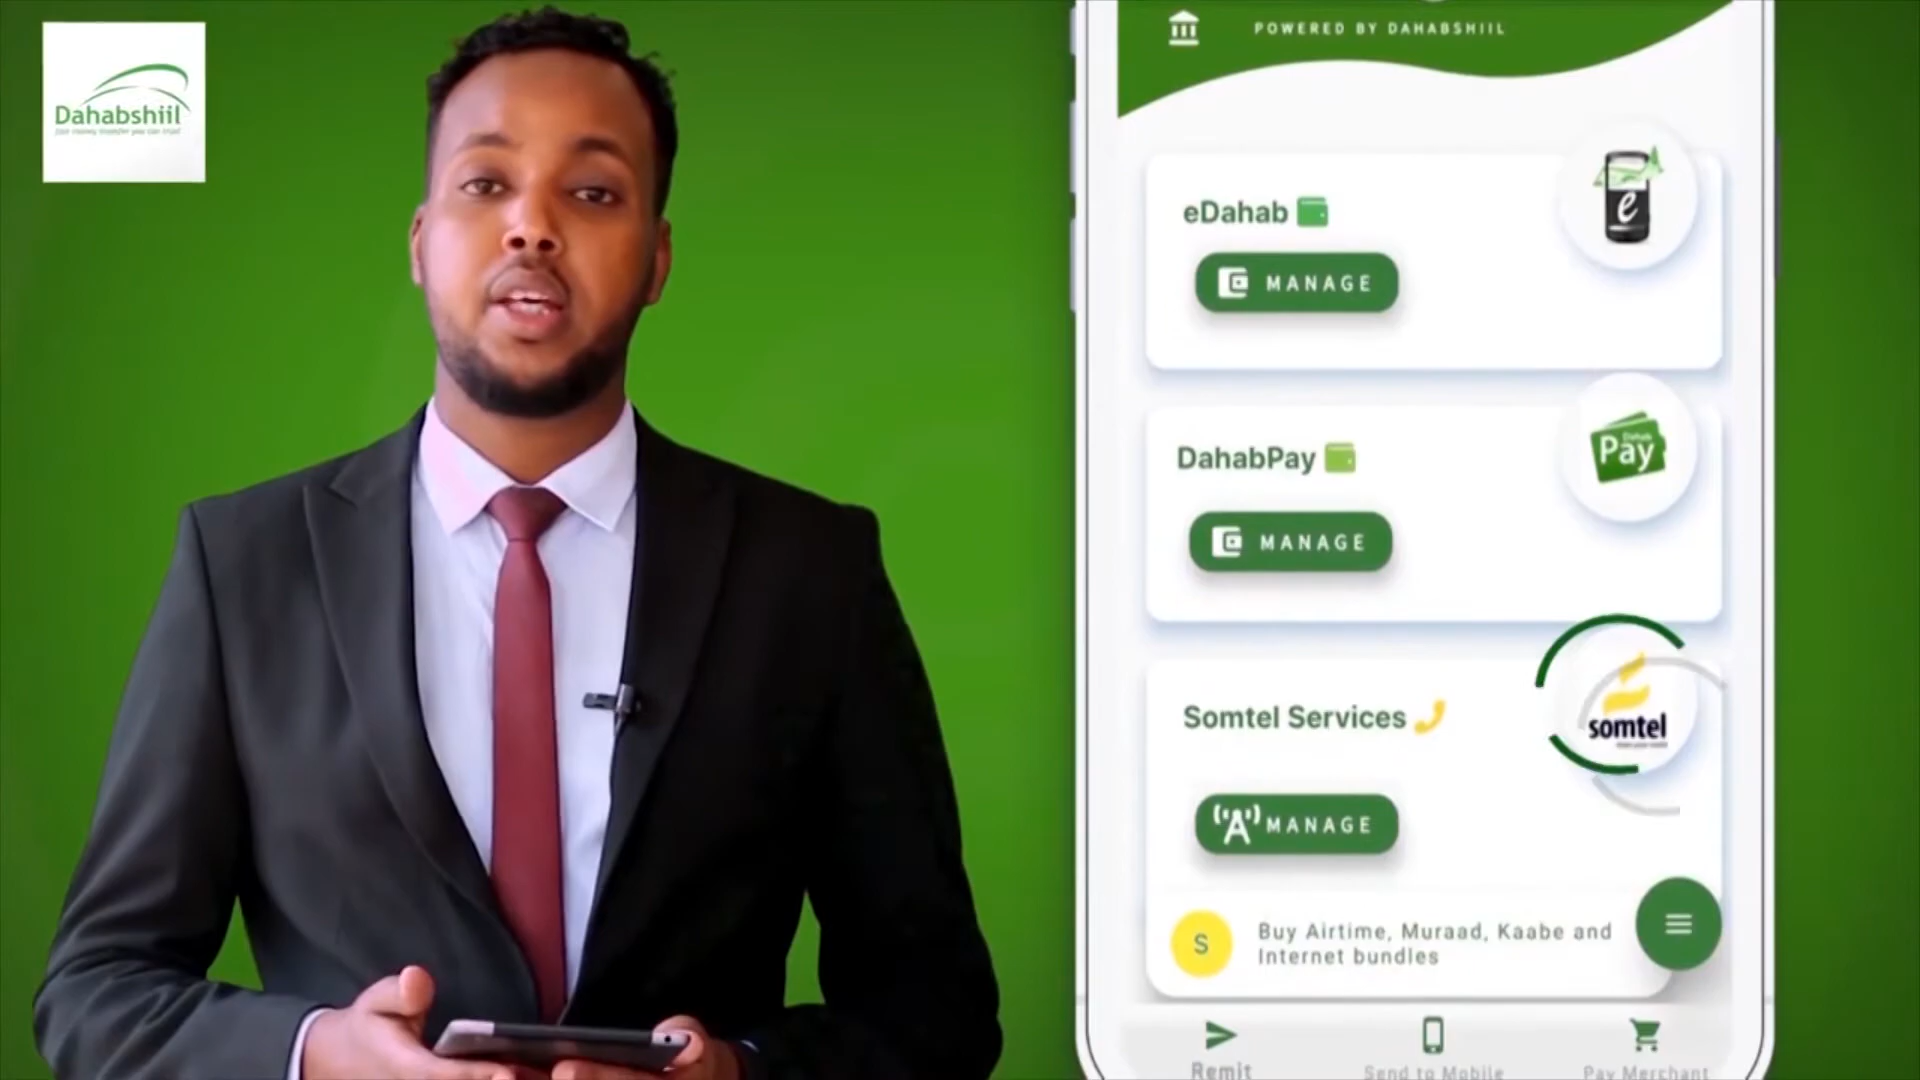 Dahabshiil
POWERED BY DAHABSHIIL
eDahab
e
MANAGE
DahabPay
Dahab
Pay
MANAGE
Somtel Services
somtel
MANAGE
S
Buy Airtime, Muraad, Kaabe and
Internet bundles
Remit
Send to Mobile
Pay Merchant